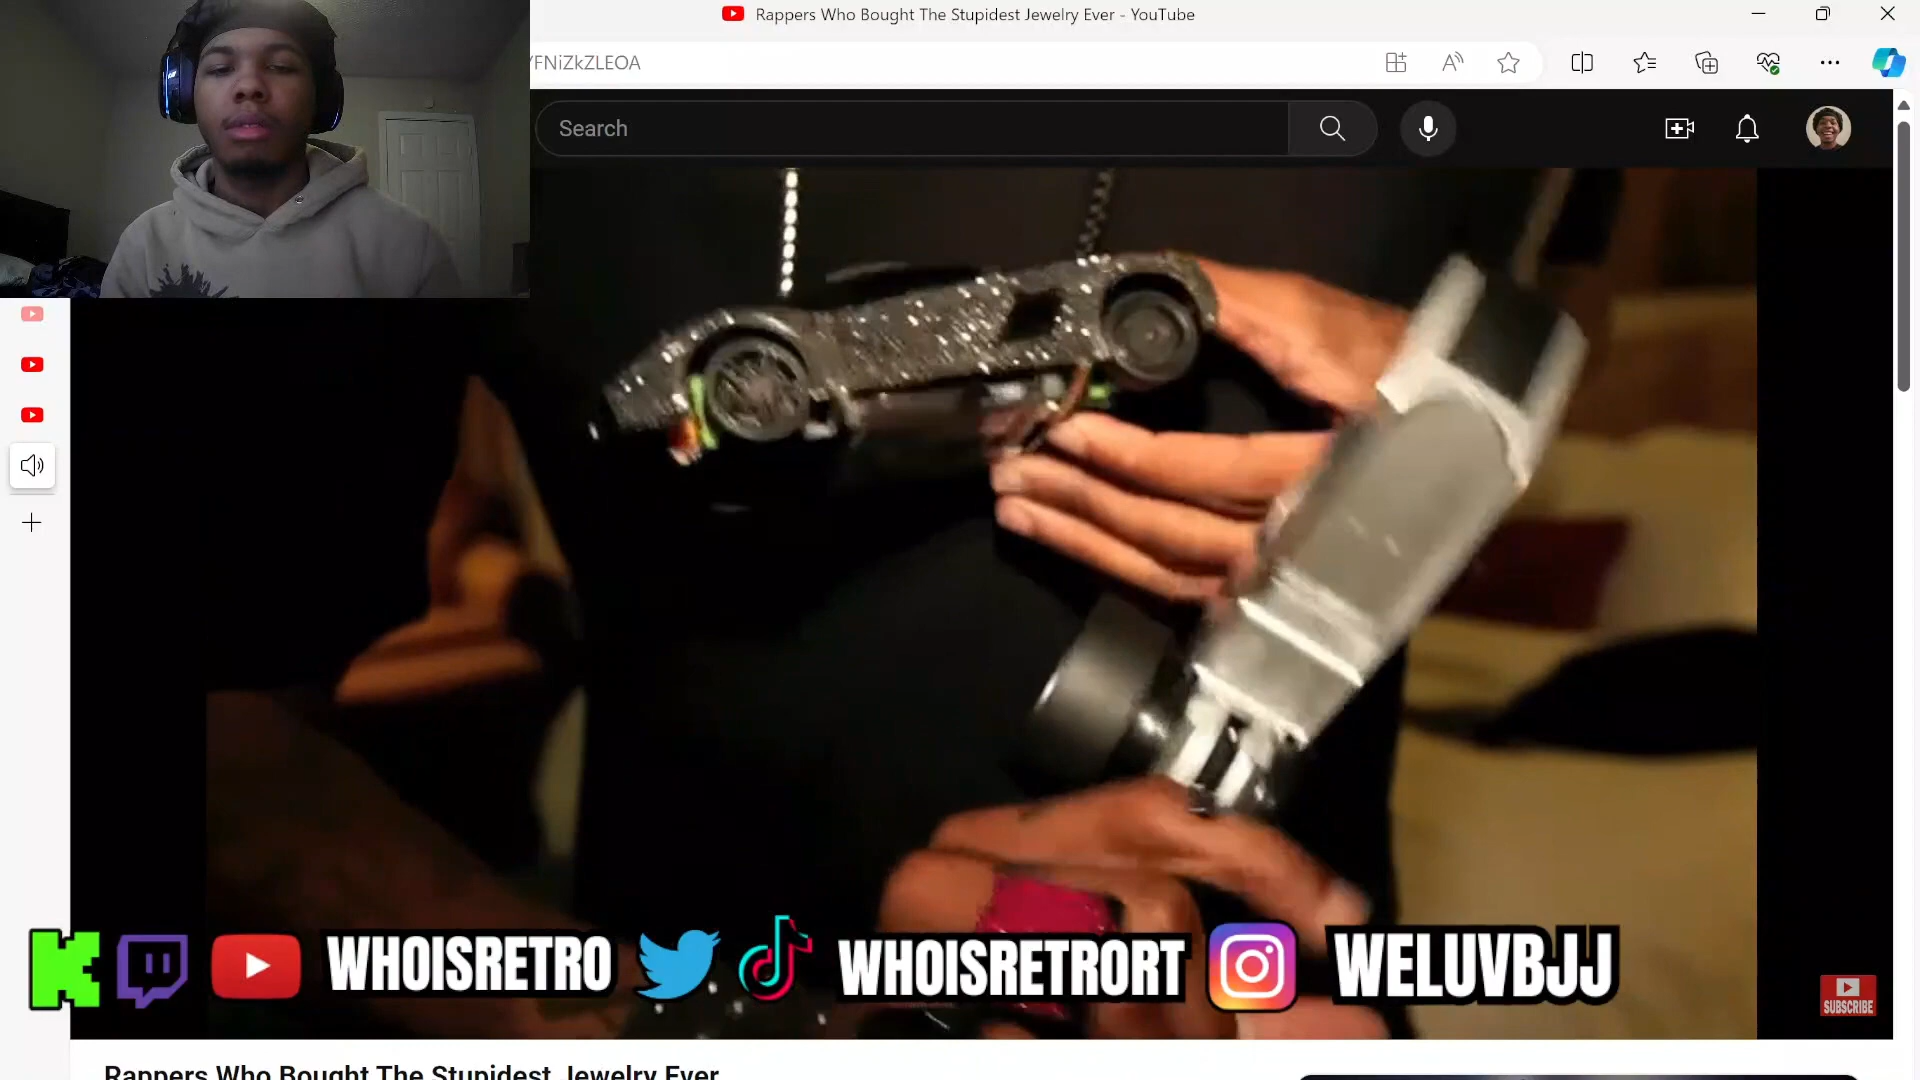 Rappers Who Bought The Stupidest Jewelry Ever - YouTube
/FNiZkZLEOA
Search
WHOISRETRO
WHOISRETRORT
WELUVBJJ
SUBSCRIBE
Rappers Who Bought The Stupidest Jewelry Ever